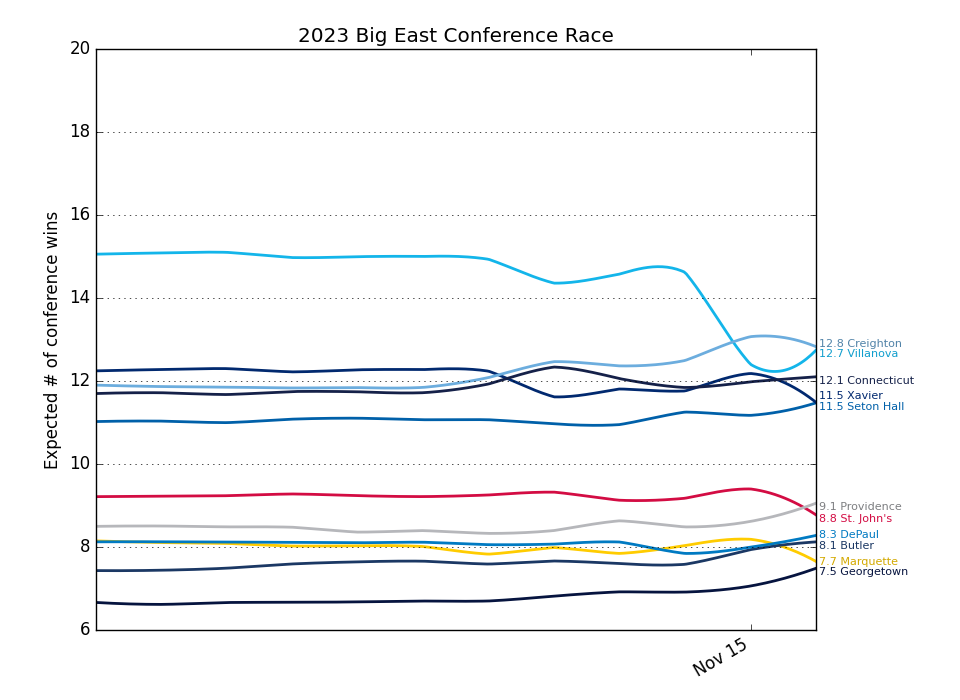 2023 Big East Conference Race
Expected # of conference wins
20
18
16
14
12
10
8
6
Nov 15
12.8 Creighton
12.7 Villanova
12.1 Connecticut
11.5 Xavier
11.5 Seton Hall
9.1 Providence
8.8 St. John's
8.3 DePaul
8.1 Butler
7.7 Marquette
7.5 Georgetown